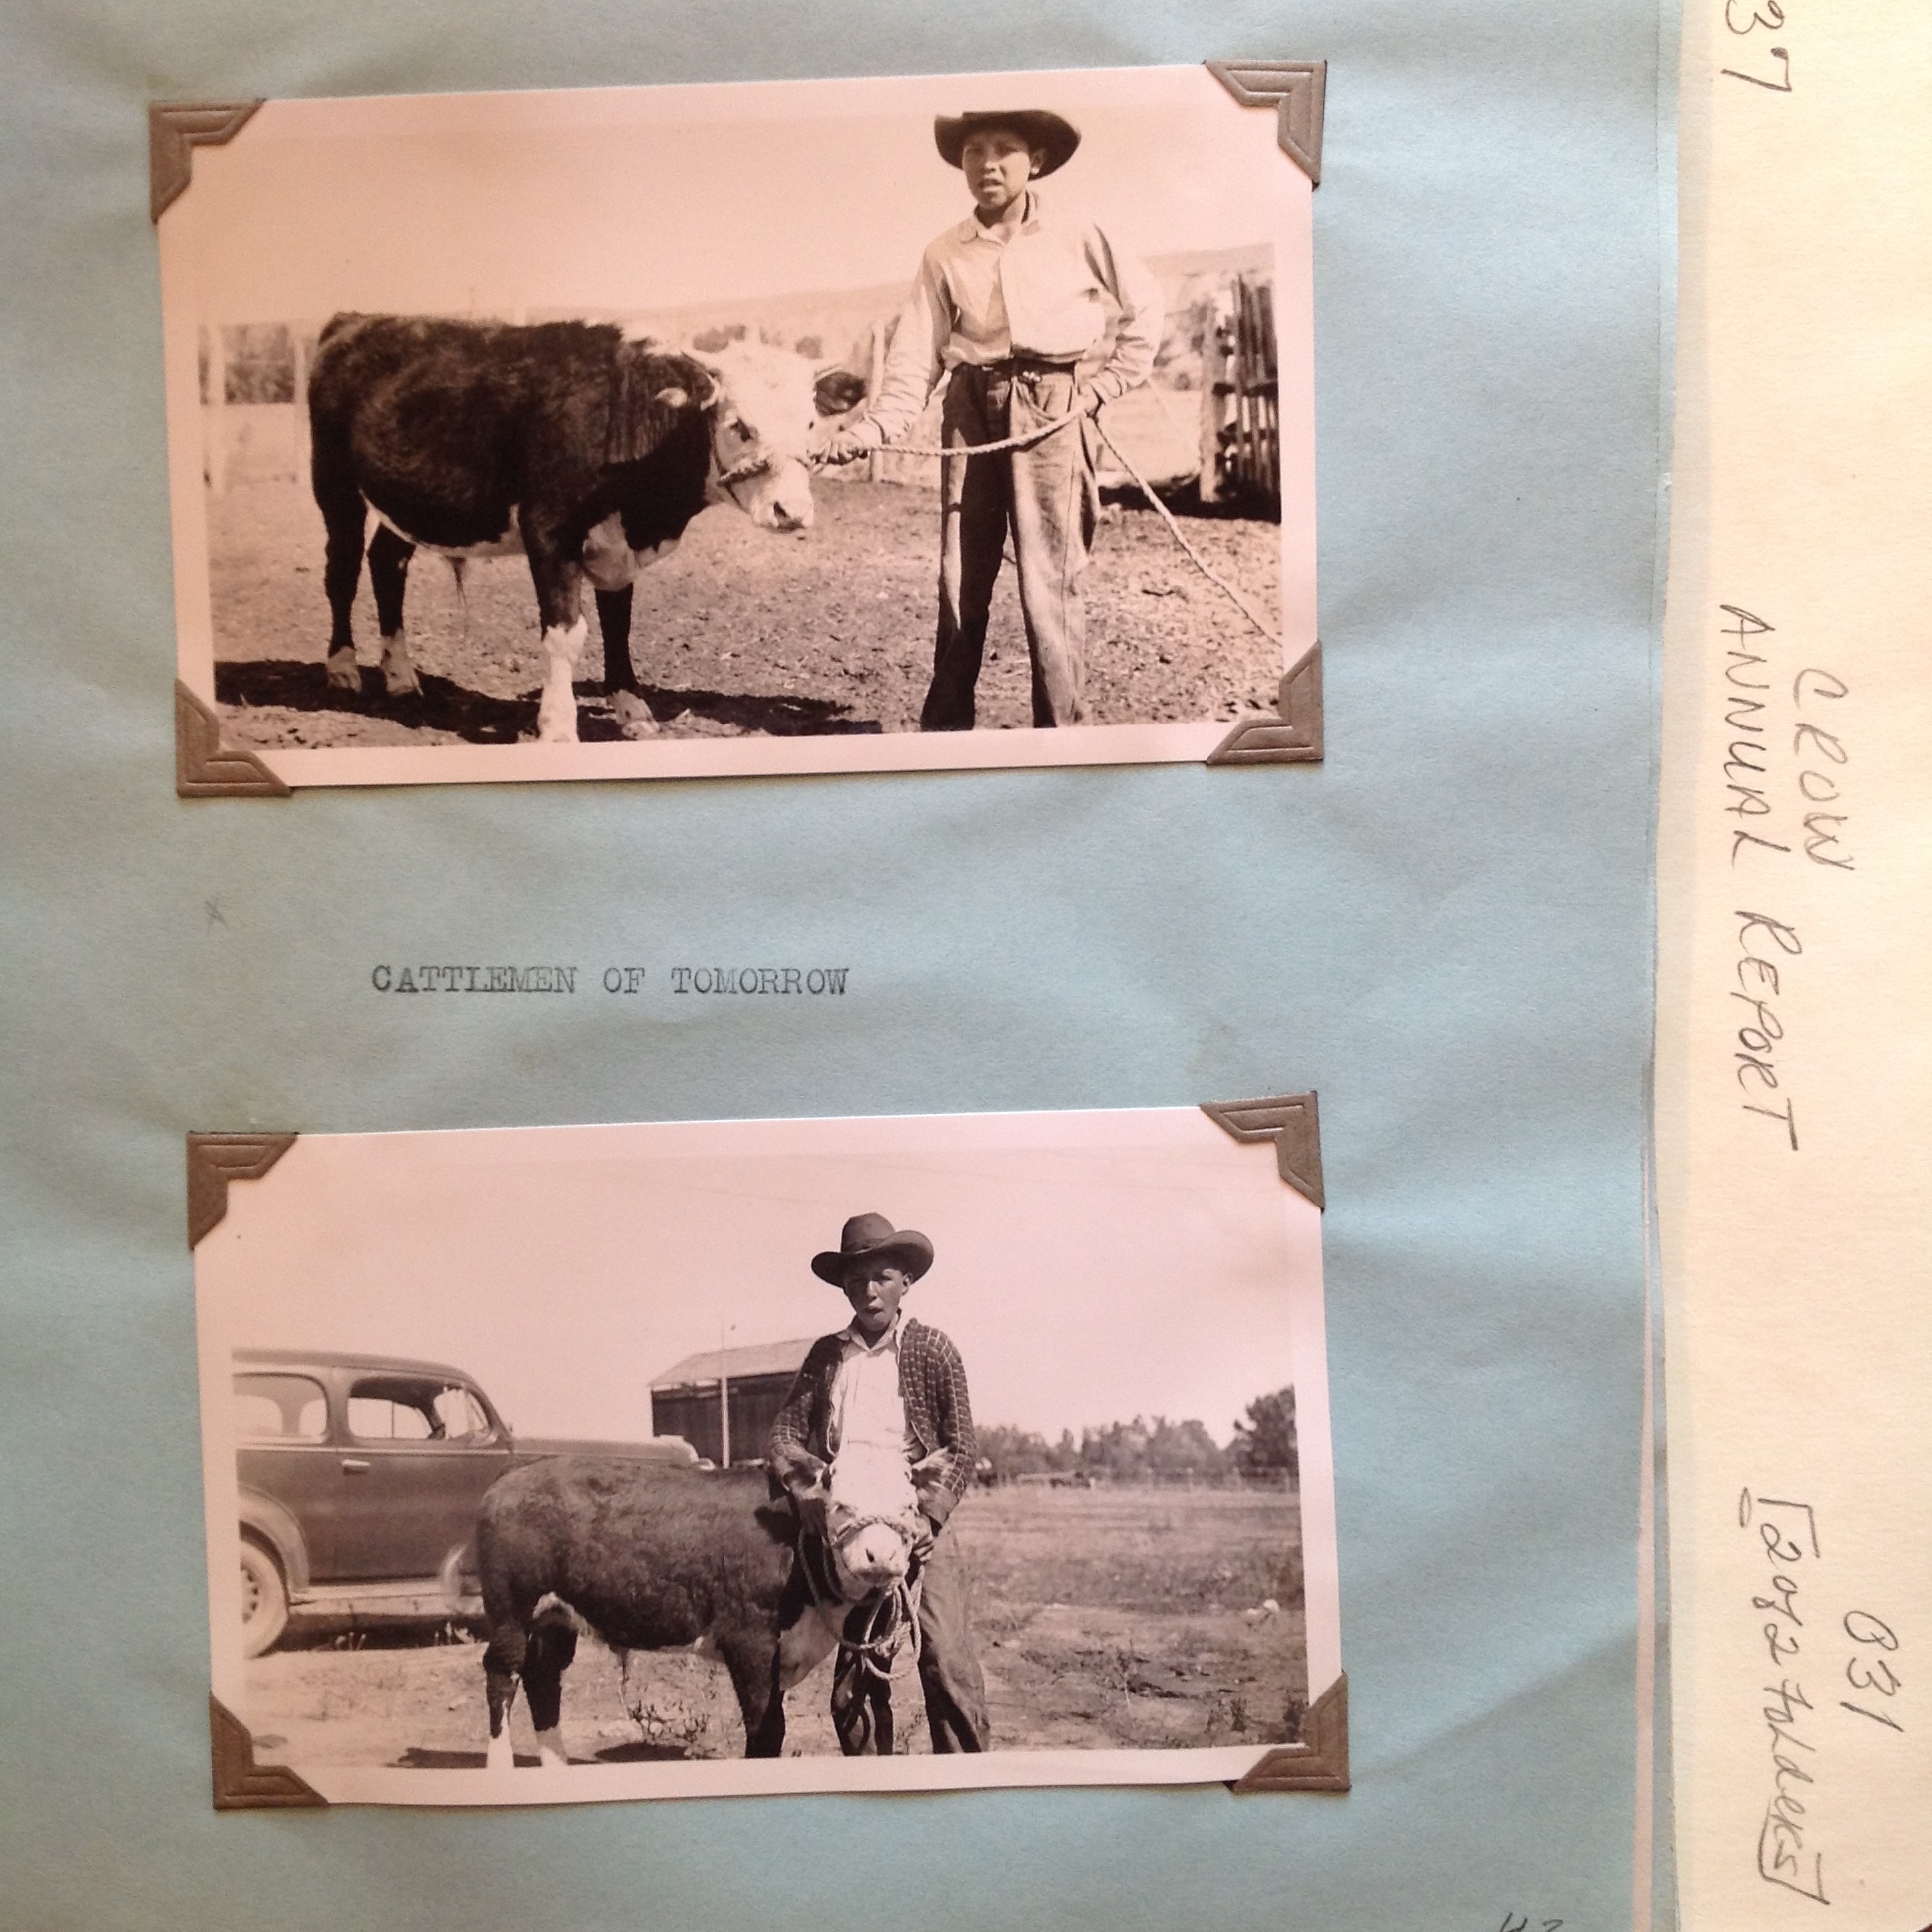 CATTLEMEN OF TOMORROW
37
CROW
ANNUAL REPORT
031
[2 of 2 folders]